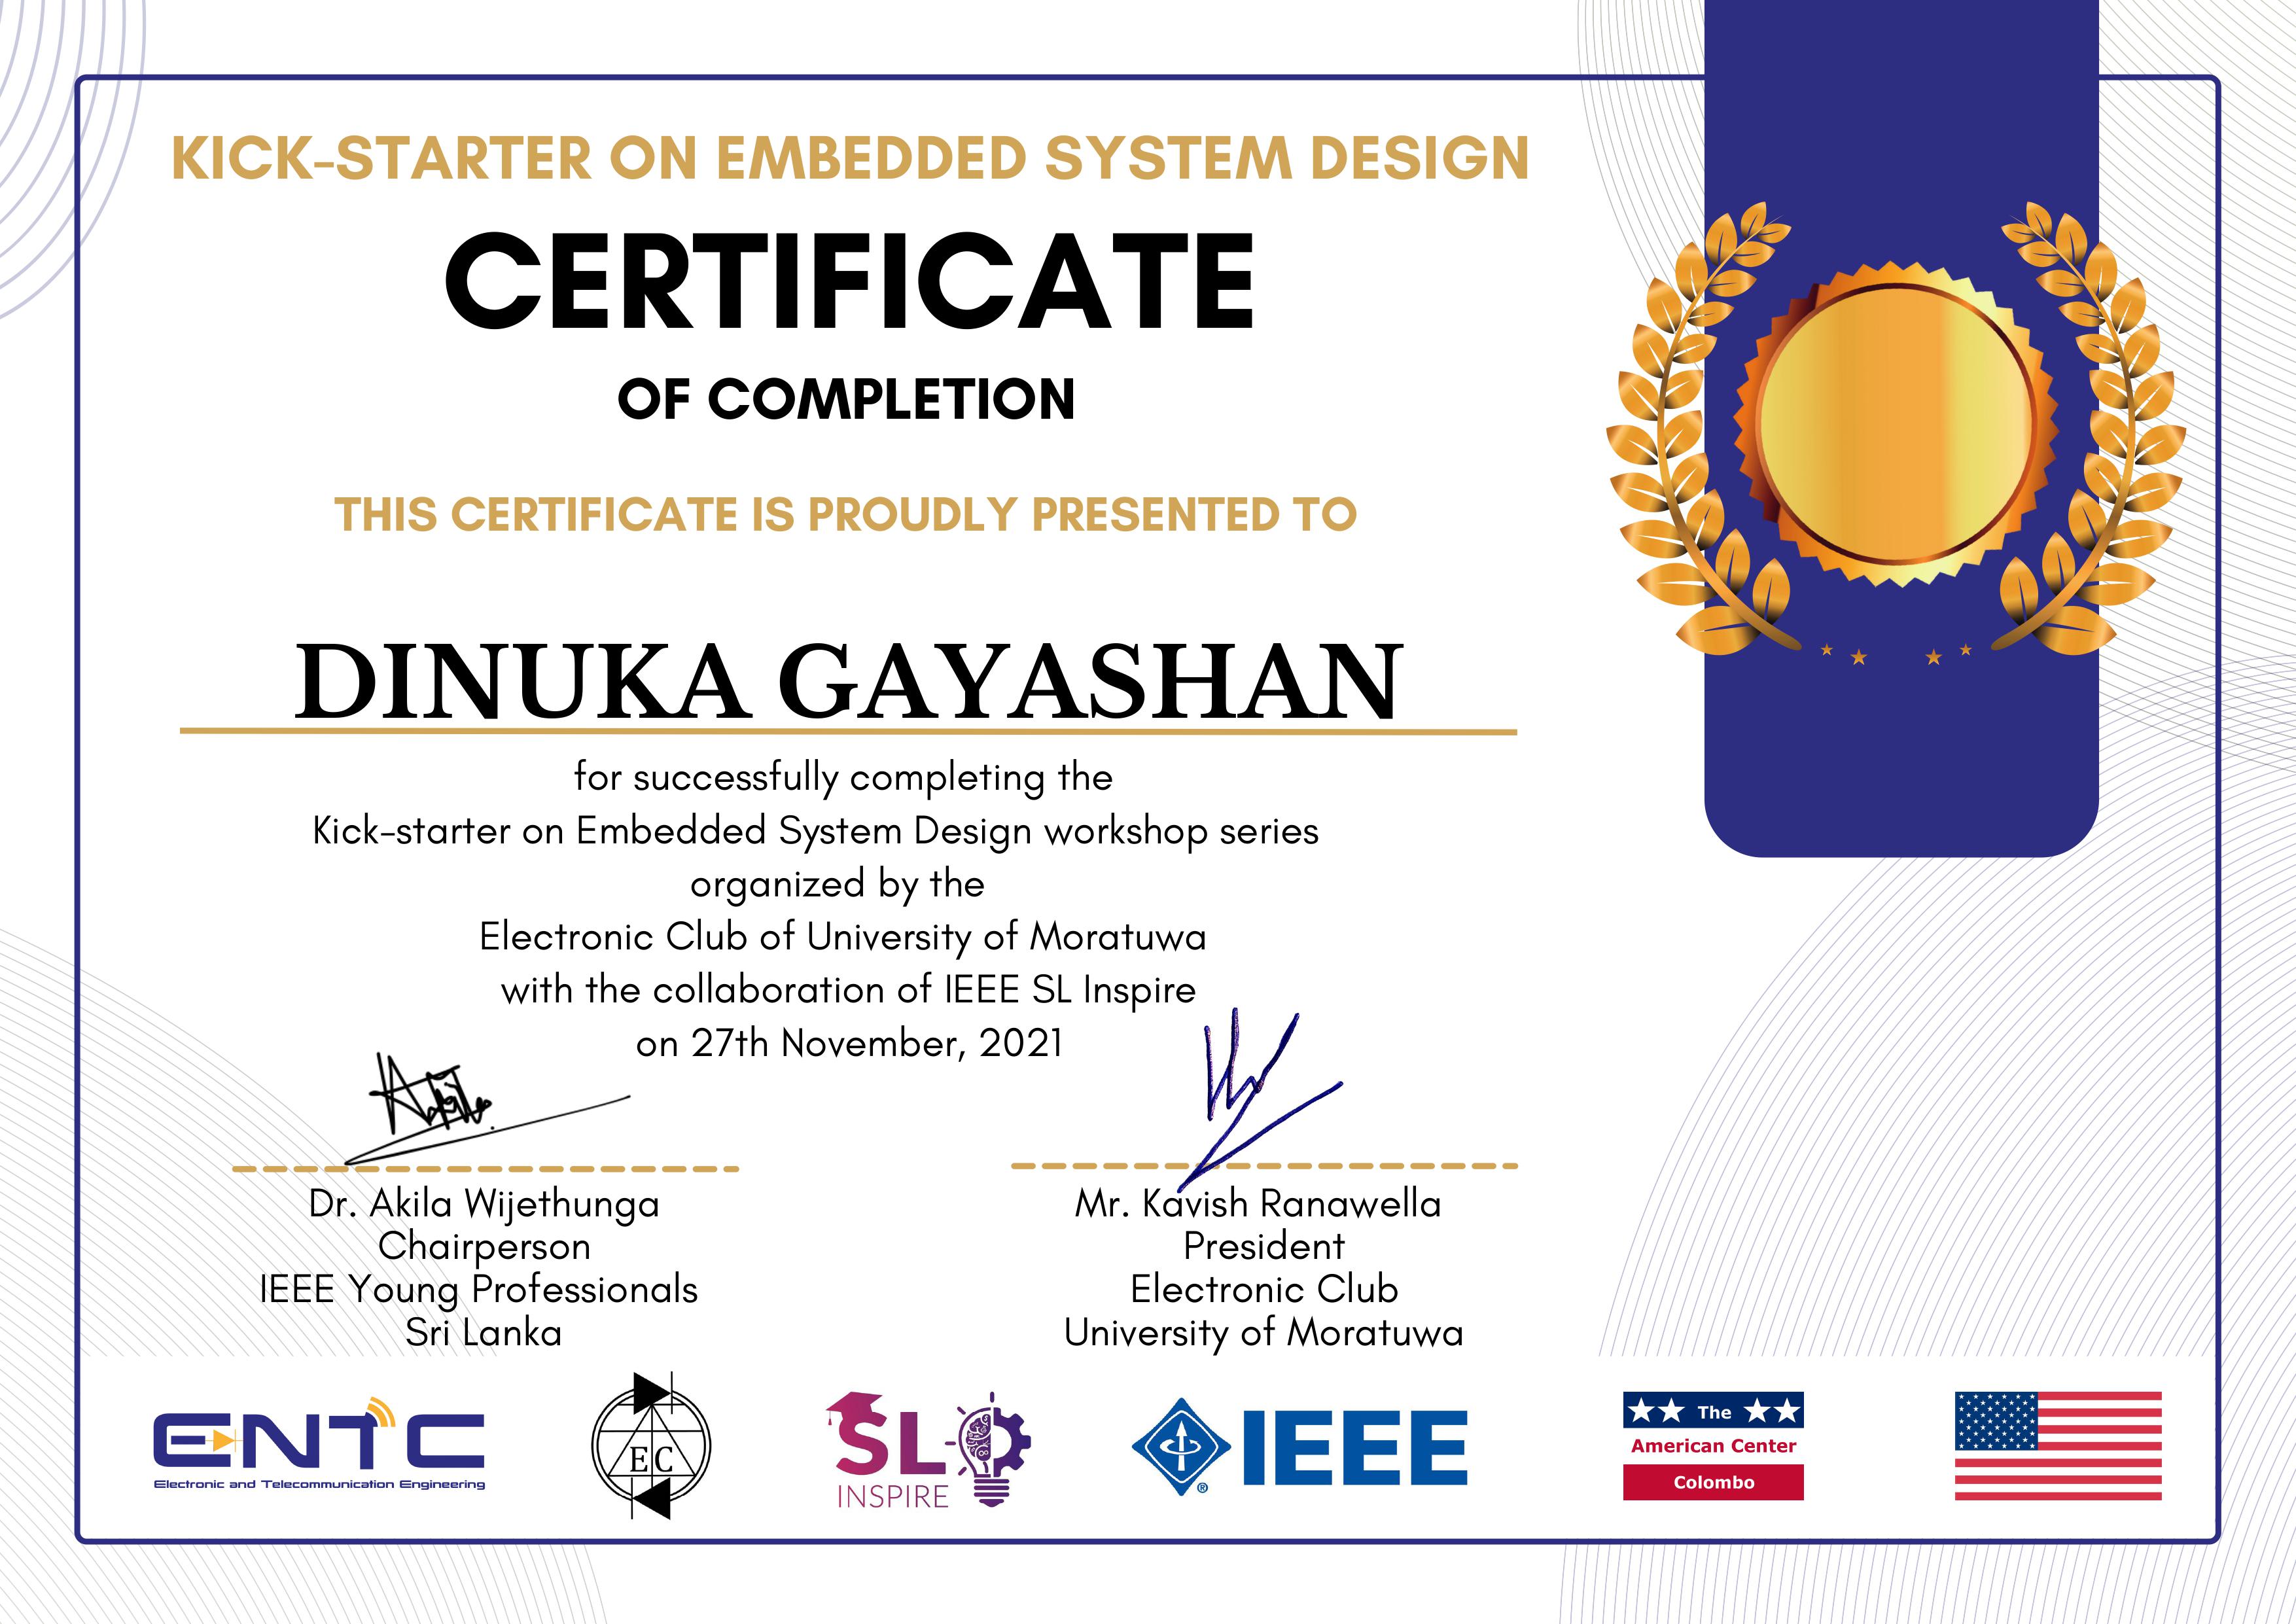 KICK-STARTER ON EMBEDDED SYSTEM DESIGN
CERTIFICATE
OF COMPLETION
THIS CERTIFICATE IS PROUDLY PRESENTED TO
DINUKA GAYASHAN
for successfully completing the
Kick-starter on Embedded System Design workshop series
organized by the
Electronic Club of University of Moratuwa
with the collaboration of IEEE SL Inspire
on 27th November, 2021
Dr. Akila Wijethunga
Chairperson
IEEE Young Professionals
Sri Lanka
Mr. Kavish Ranawella
President
Electronic Club
University of Moratuwa
ENTC
Electronic and Telecommunication Engineering
EC
SL
INSPIRE
IEEE
®
The
American Center
Colombo